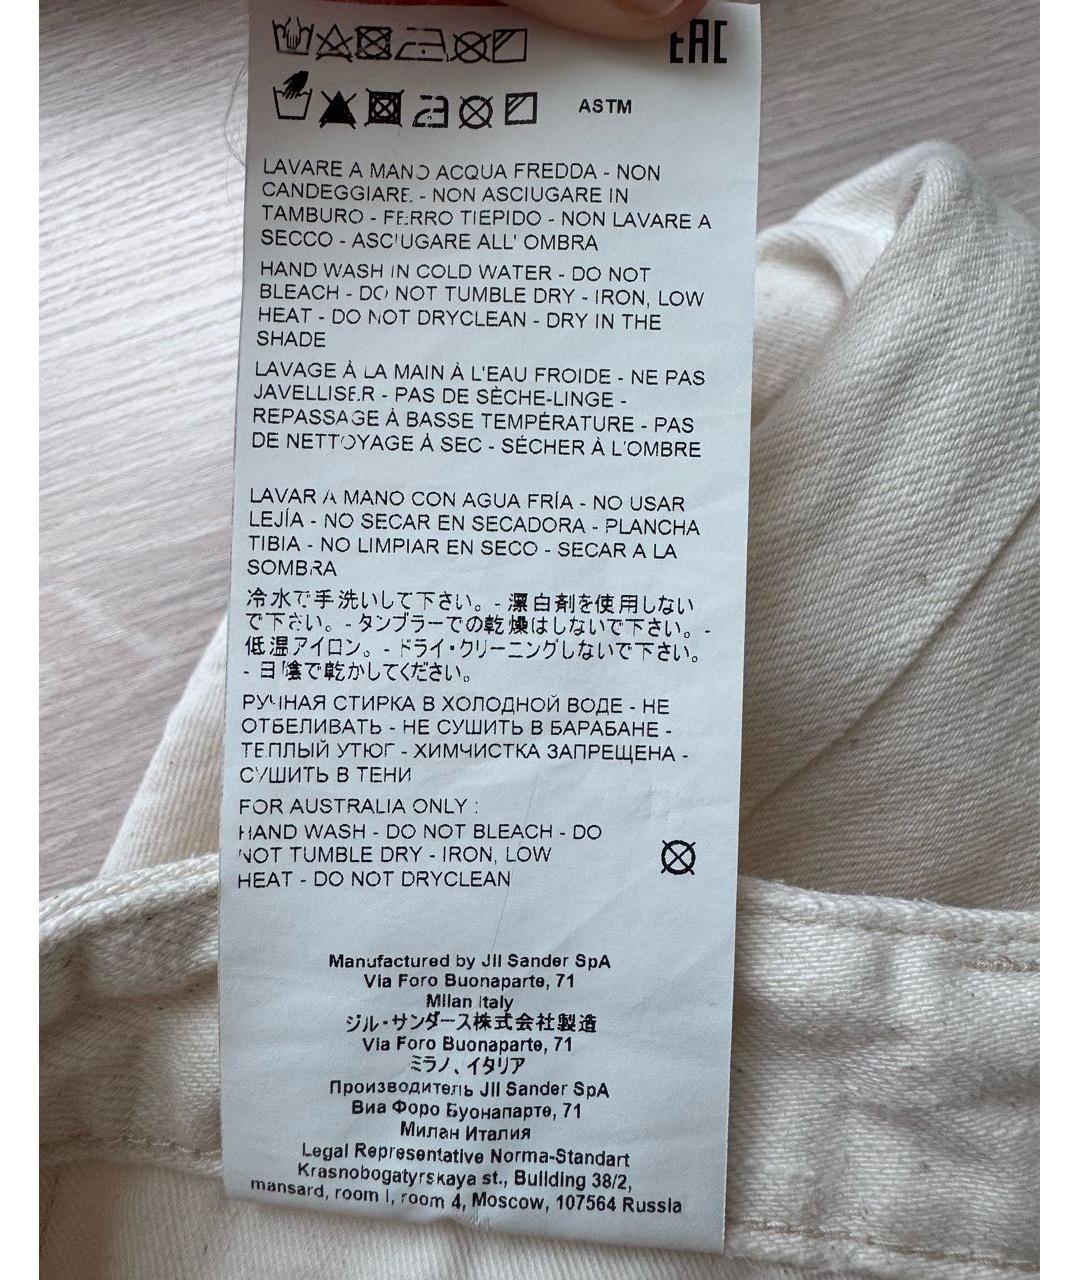 EAC
ASTM
LAVARE A MANO ACQUA FREDDA - NON
CANDEGGIARE - NON ASCIUGARE IN
TAMBURO - FERRO TIEPIDO - NON LAVARE A
SECCO - ASCIUGARE ALL' OMBRA
HAND WASH IN COLD WATER - DO NOT
BLEACH - DO NOT TUMBLE DRY - IRON, LOW
HEAT - DO NOT DRYCLEAN - DRY IN THE
SHADE
LAVAGE À LA MAIN À L'EAU FROIDE - NE PAS
JAVELLISER - PAS DE SÈCHE-LINGE -
REPASSAGE À BASSE TEMPÉRATURE - PAS
DE NETTOYAGE À SEC - SÉCHER À L'OMBRE
LAVAR A MANO CON AGUA FRÍA - NO USAR
LEJÍA - NO SECAR EN SECADORA - PLANCHA
TIBIA - NO LIMPIAR EN SECO - SECAR A LA
SOMBRA
冷水で手洗いして下さい。- 漂白剤を使用しない
で下さい。- タンブラーでの乾燥はしないで下さい。-
低温アイロン。- ドライ・クリーニングしないで下さい。
- 日陰で乾かしてください。
РУЧНАЯ СТИРКА В ХОЛОДНОЙ ВОДЕ - НЕ
ОТБЕЛИВАТЬ - НЕ СУШИТЬ В БАРАБАНЕ -
ТЕПЛЫЙ УТЮГ - ХИМЧИСТКА ЗАПРЕЩЕНА -
СУШИТЬ В ТЕНИ
FOR AUSTRALIA ONLY :
HAND WASH - DO NOT BLEACH - DO
NOT TUMBLE DRY - IRON, LOW
HEAT - DO NOT DRYCLEAN
Manufactured by Jil Sander SpA
Via Foro Buonaparte, 71
Milan Italy
ジル・サンダース株式会社製造
Via Foro Buonaparte, 71
ミラノ、イタリア
Производитель Jil Sander SpA
Виа Форо Буонапарте, 71
Милан Италия
Legal Representative Norma-Standart
Krasnobogatyrskaya st., Building 38/2,
mansard, room I, room 4, Moscow, 107564 Russia